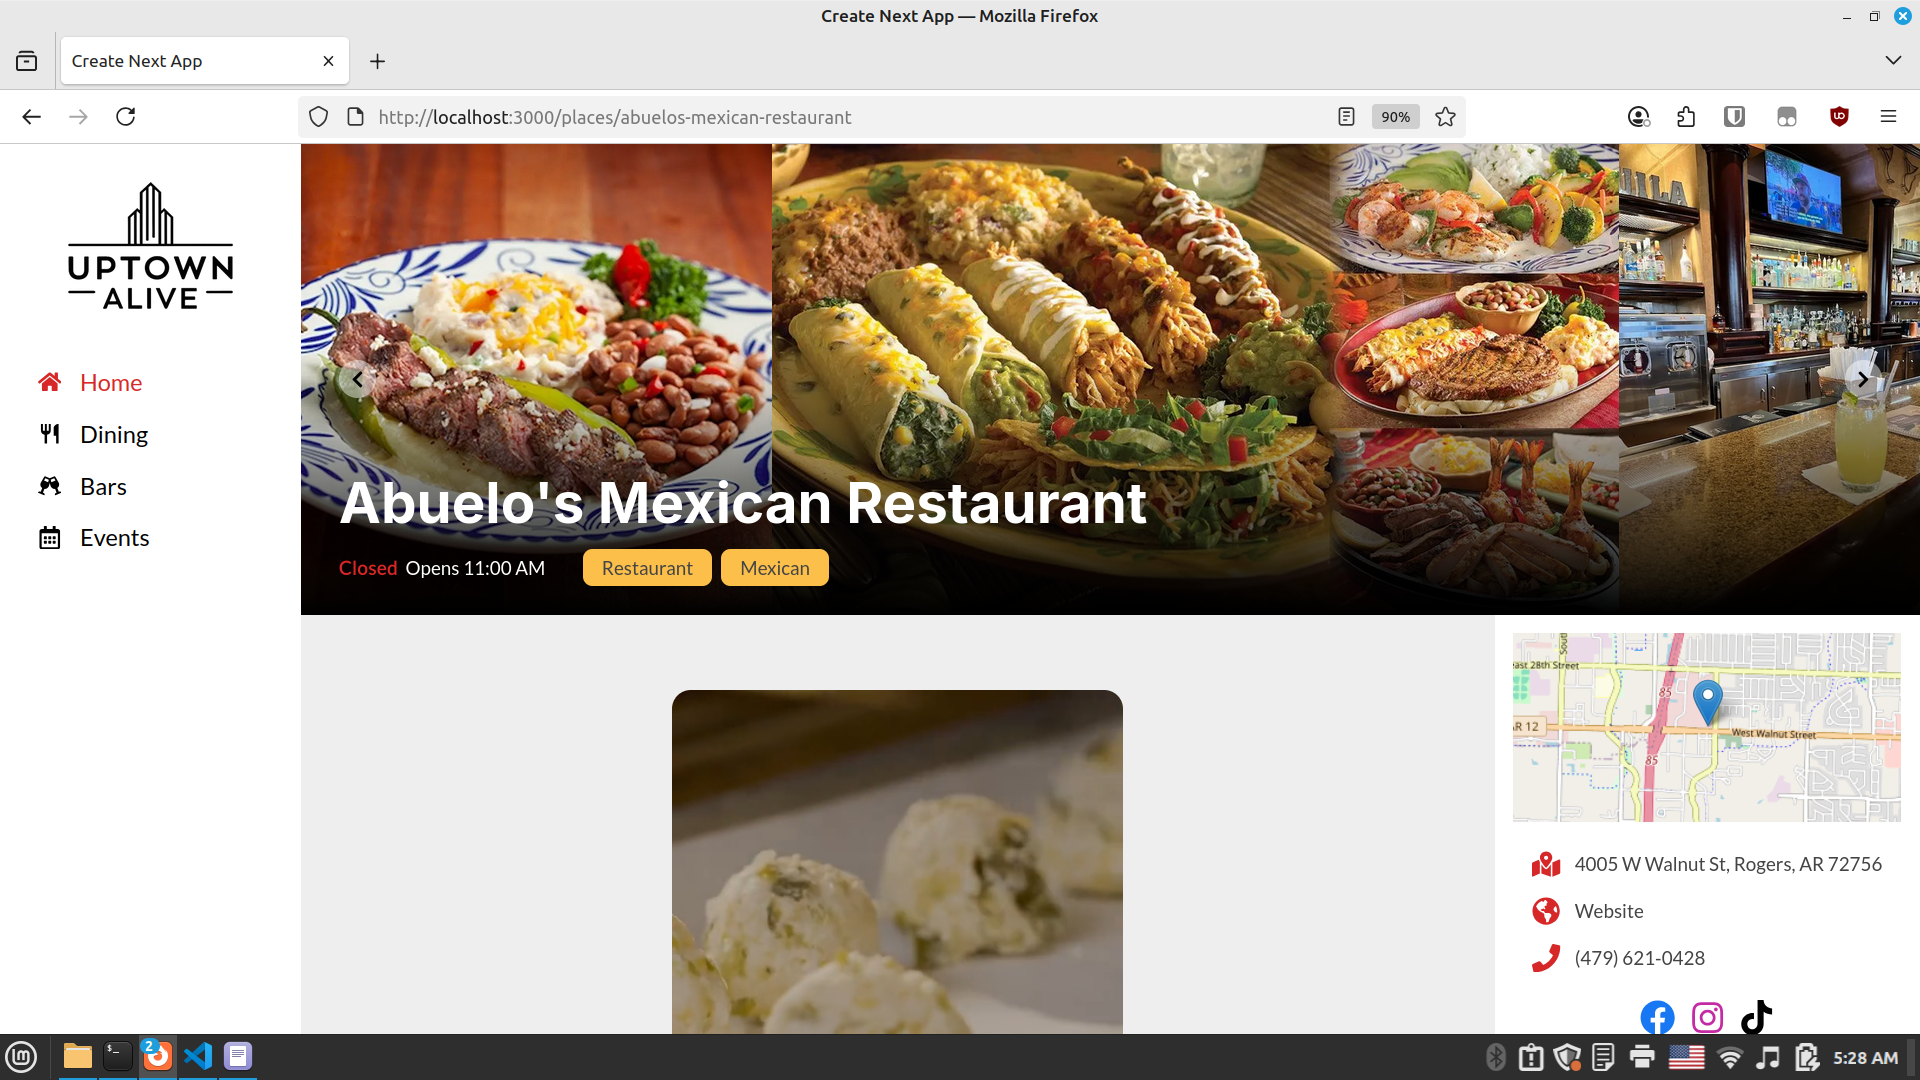 Create Next App — Mozilla Firefox
Create Next App
http://localhost:3000/places/abuelos-mexican-restaurant
90%
UPTOWN
ALIVE
Home
Dining
Bars
Events
Abuelo's Mexican Restaurant
Closed Opens 11:00 AM
Restaurant
Mexican
East 28th Street
85
AR 12
West Walnut Street
85
4005 W Walnut St, Rogers, AR 72756
Website
(479) 621-0428
2
5:28 AM